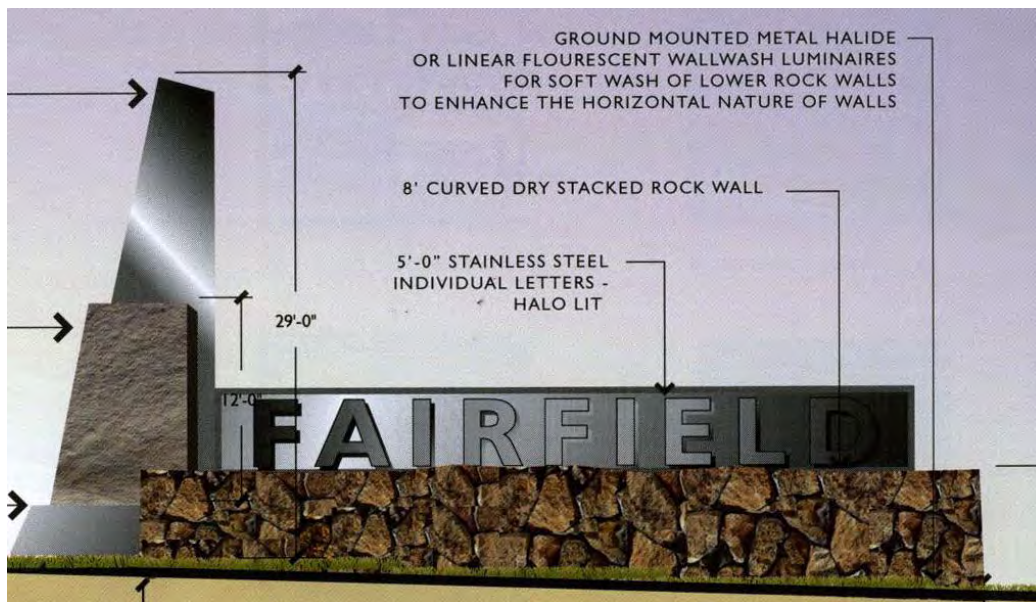 GROUND MOUNTED METAL HALIDE
OR LINEAR FLOURESCENT WALLWASH LUMINAIRES
FOR SOFT WASH OF LOWER ROCK WALLS
TO ENHANCE THE HORIZONTAL NATURE OF WALLS
8' CURVED DRY STACKED ROCK WALL
5'-0" STAINLESS STEEL
INDIVIDUAL LETTERS -
HALO LIT
29'-0"
12'-0"
FAIRFIELD